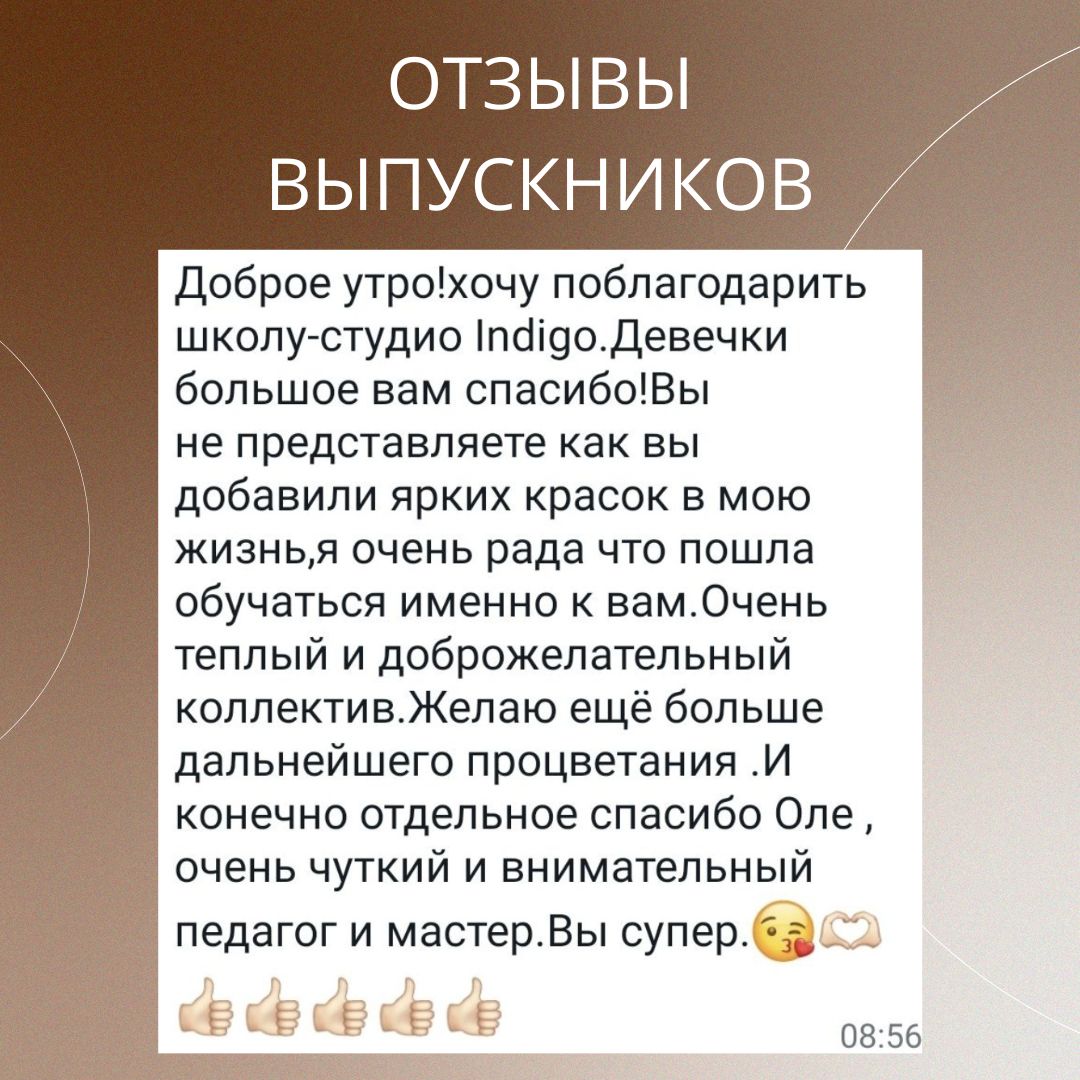 ОТЗЫВЫ
ВЫПУСКНИКОВ
Доброе утро!хочу поблагодарить
школу-студио Indigo.Девечки
большое вам спасибо!Вы
не представляете как вы
добавили ярких красок в мою
жизнь,я очень рада что пошла
обучаться именно к вам.Очень
теплый и доброжелательный
коллектив.Желаю ещё больше
дальнейшего процветания .И
конечно отдельное спасибо Оле ,
очень чуткий и внимательный
педагог и мастер.Вы супер.😘🫶🏻
👍🏻👍🏻👍🏻👍🏻👍🏻
08:56